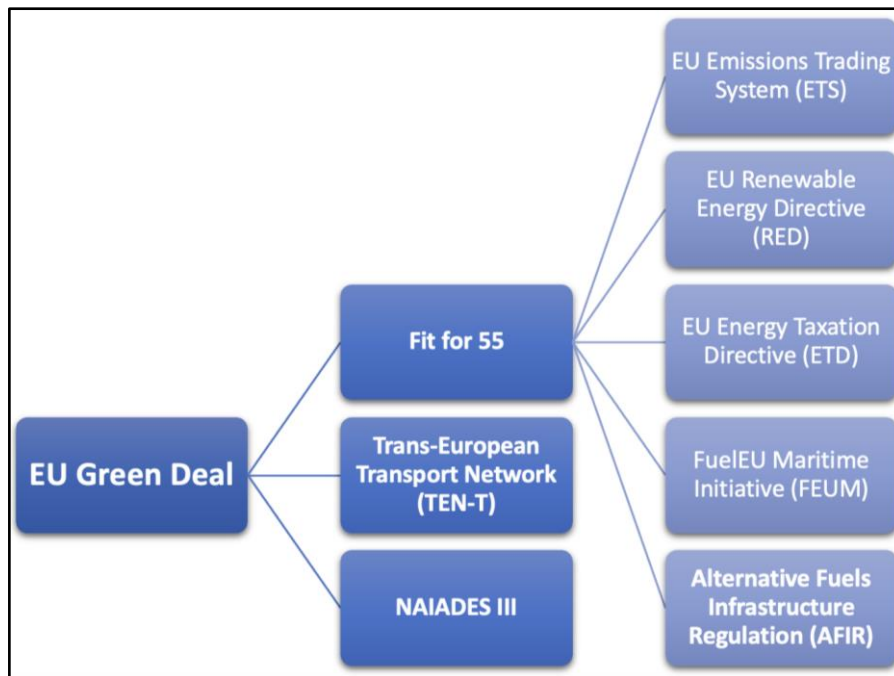 EU Green Deal
Fit for 55
Trans-European
Transport Network
(TEN-T)
NAIADES III
EU Emissions Trading
System (ETS)
EU Renewable
Energy Directive
(RED)
EU Energy Taxation
Directive (ETD)
FuelEU Maritime
Initiative (FEUM)
Alternative Fuels
Infrastructure
Regulation (AFIR)